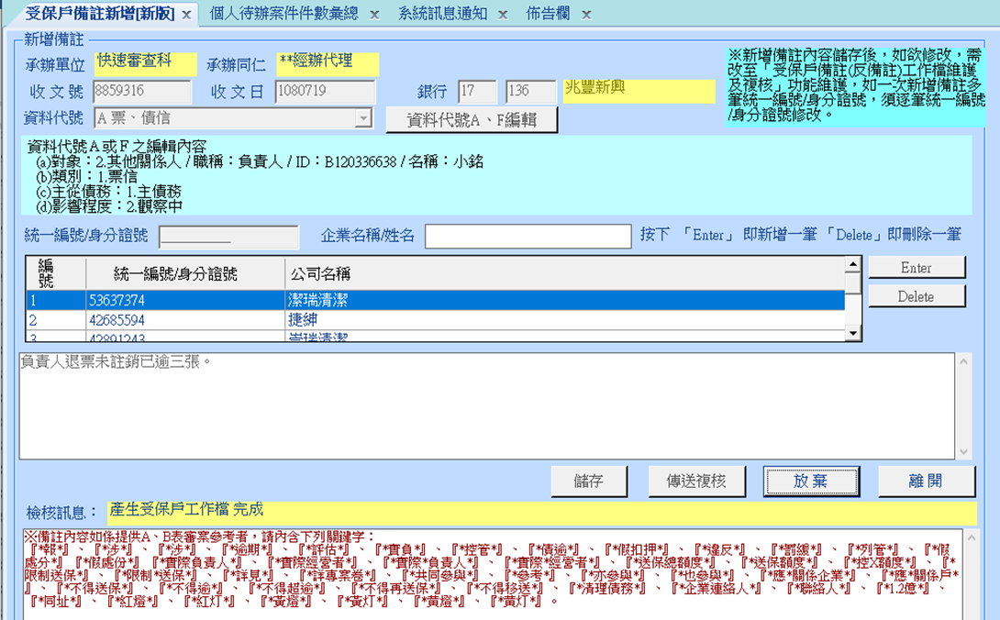 受保戶備註新增[新版] x 個人待辦案件件數彙總 x 系統訊息通知 x 佈告欄 x
新增備註
承辦單位 快速審查科 承辦同仁 **經辦代理
收文號 8859316 收文日 1080719 銀行 17 136 兆豐新興
資料代號 A 票、債信 資料代號A、F編輯
※新增備註內容儲存後，如欲修改，需
改至「受保戶備註(反備註)工作檔維護
及複核」功能維護，如一次新增備註多
筆統一編號/身分證號，須逐筆統一編號
/身分證號修改。
資料代號 A 或 F 之編輯內容
(a)對象：2.其他關係人 / 職稱：負責人 / ID：B120336638 / 名稱：小銘
(b)類別：1.票信
(c)主從債務：1.主債務
(d)影響程度：2.觀察中
統一編號/身分證號 企業名稱/姓名 按下 「Enter」 即新增一筆 「Delete」即刪除一筆
編號 統一編號/身分證號 公司名稱
1 53637374 潔瑞清潔
2 42685594 捷紳
3 42891243 崇瑞清潔
Enter
Delete
負責人退票未註銷已逾三張。
儲存 傳送複核 放棄 離開
檢核訊息： 產生受保戶工作檔 完成
※備註內容如係提供A、B表審案參考者，請內含下列關鍵字：
『*報*』、『*涉*』、『*涉*』、『*逾期*』、『*評估*』、 『*實負*』、『*控管*』、『*債逾*』、『*假扣押*』、『*違反*』、『*罰緩*』、 『*列管*』、『*假
處分*』『*假處份*』、『*實際負責人*』、『*實際經營者*』、『*實際*負責人*』、『*實際*經營者*』、『*送保總額度*』、『*送保額度*』、『*控X額度*』、『*
限制送保*』、『*限制*送保*』、『*詳見*』、『*詳專案卷*』、『*共同參與*』、『*參考*』、『*亦參與*』、『*也參與*』、『*應*關係企業*』、『*應*關係戶*
』、『*不得送保*』、『*不得逾*』、『*不得超逾*』、『*不得再送保*』、『*不得移送*』、『*清理債務*』、 『*企業連絡人*』、 『*聯絡人*』、『*1.2億*』、
『*同址*』、『*紅燈*』、『*紅灯*』、『*黃燈*』、『*黃灯*』、『*黄燈*』、『*黄灯*』。